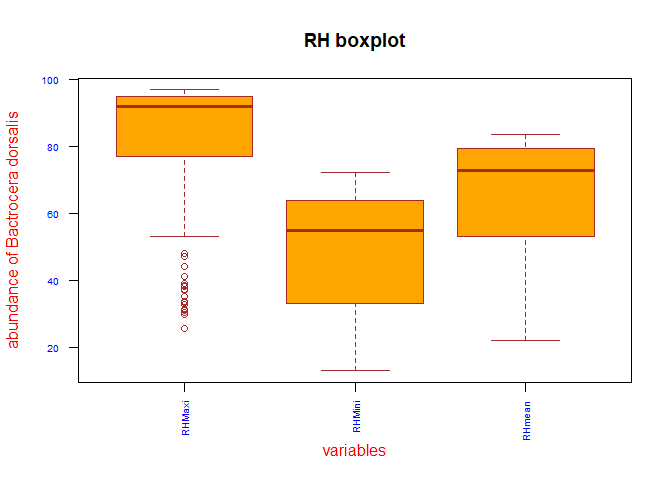 RH boxplot
abundance of Bactrocera dorsalis
100
80
60
40
20
RHMaxi
RHMini
RHmean
variables